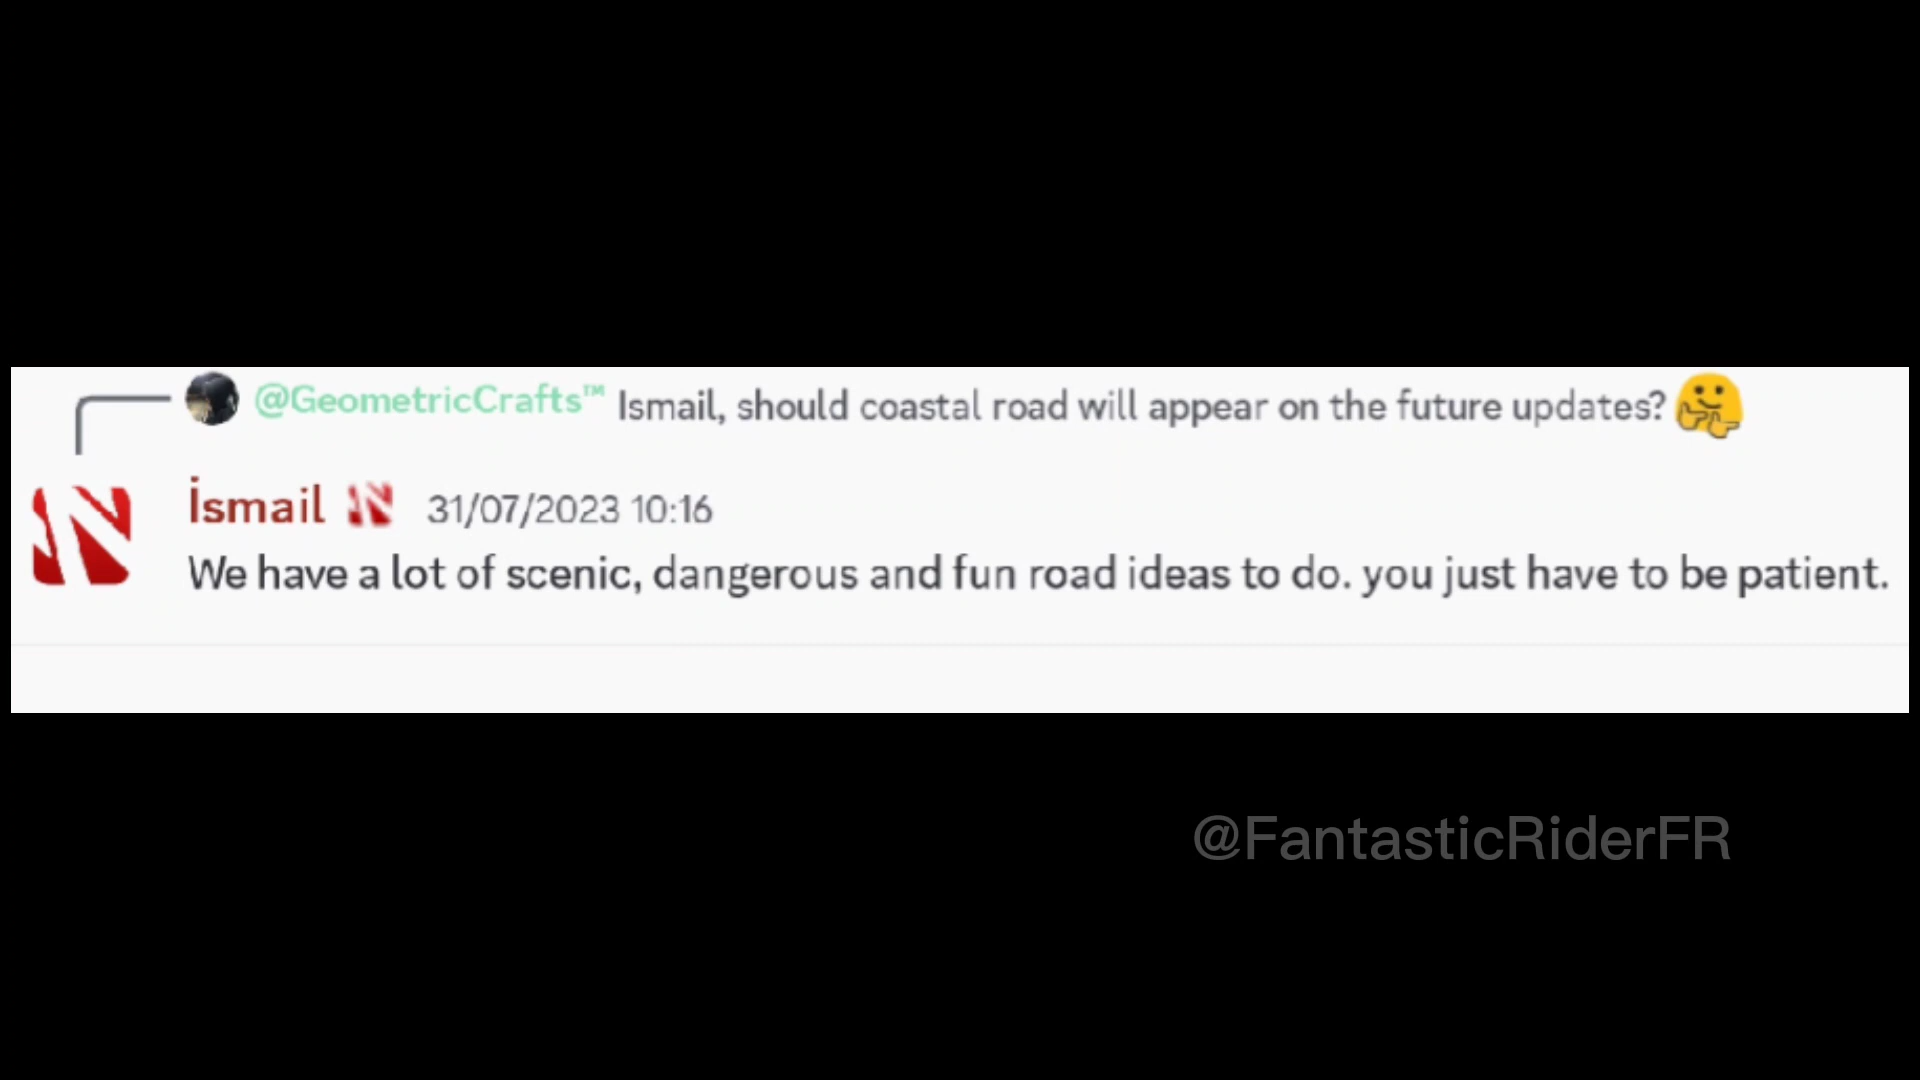 @GeometricCrafts™ Ismail, should coastal road will appear on the future updates?
İsmail 31/07/2023 10:16
We have a lot of scenic, dangerous and fun road ideas to do. you just have to be patient.
@FantasticRiderFR